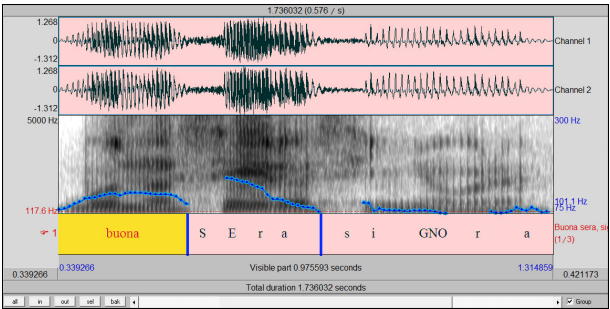 1.736032 (0.576 / s)
1.268
0
-1.312
Channel 1
1.268
0
-1.312
Channel 2
5000 Hz
300 Hz
117.6 Hz
101.1 Hz
75 Hz
1
buona
S E r a
s i GNO r a
Buona sera, si
(1/3)
0.339266
0.339266
Visible part 0.975593 seconds
1.314859
0.421173
Total duration 1.736032 seconds
all in out sel bak
Group